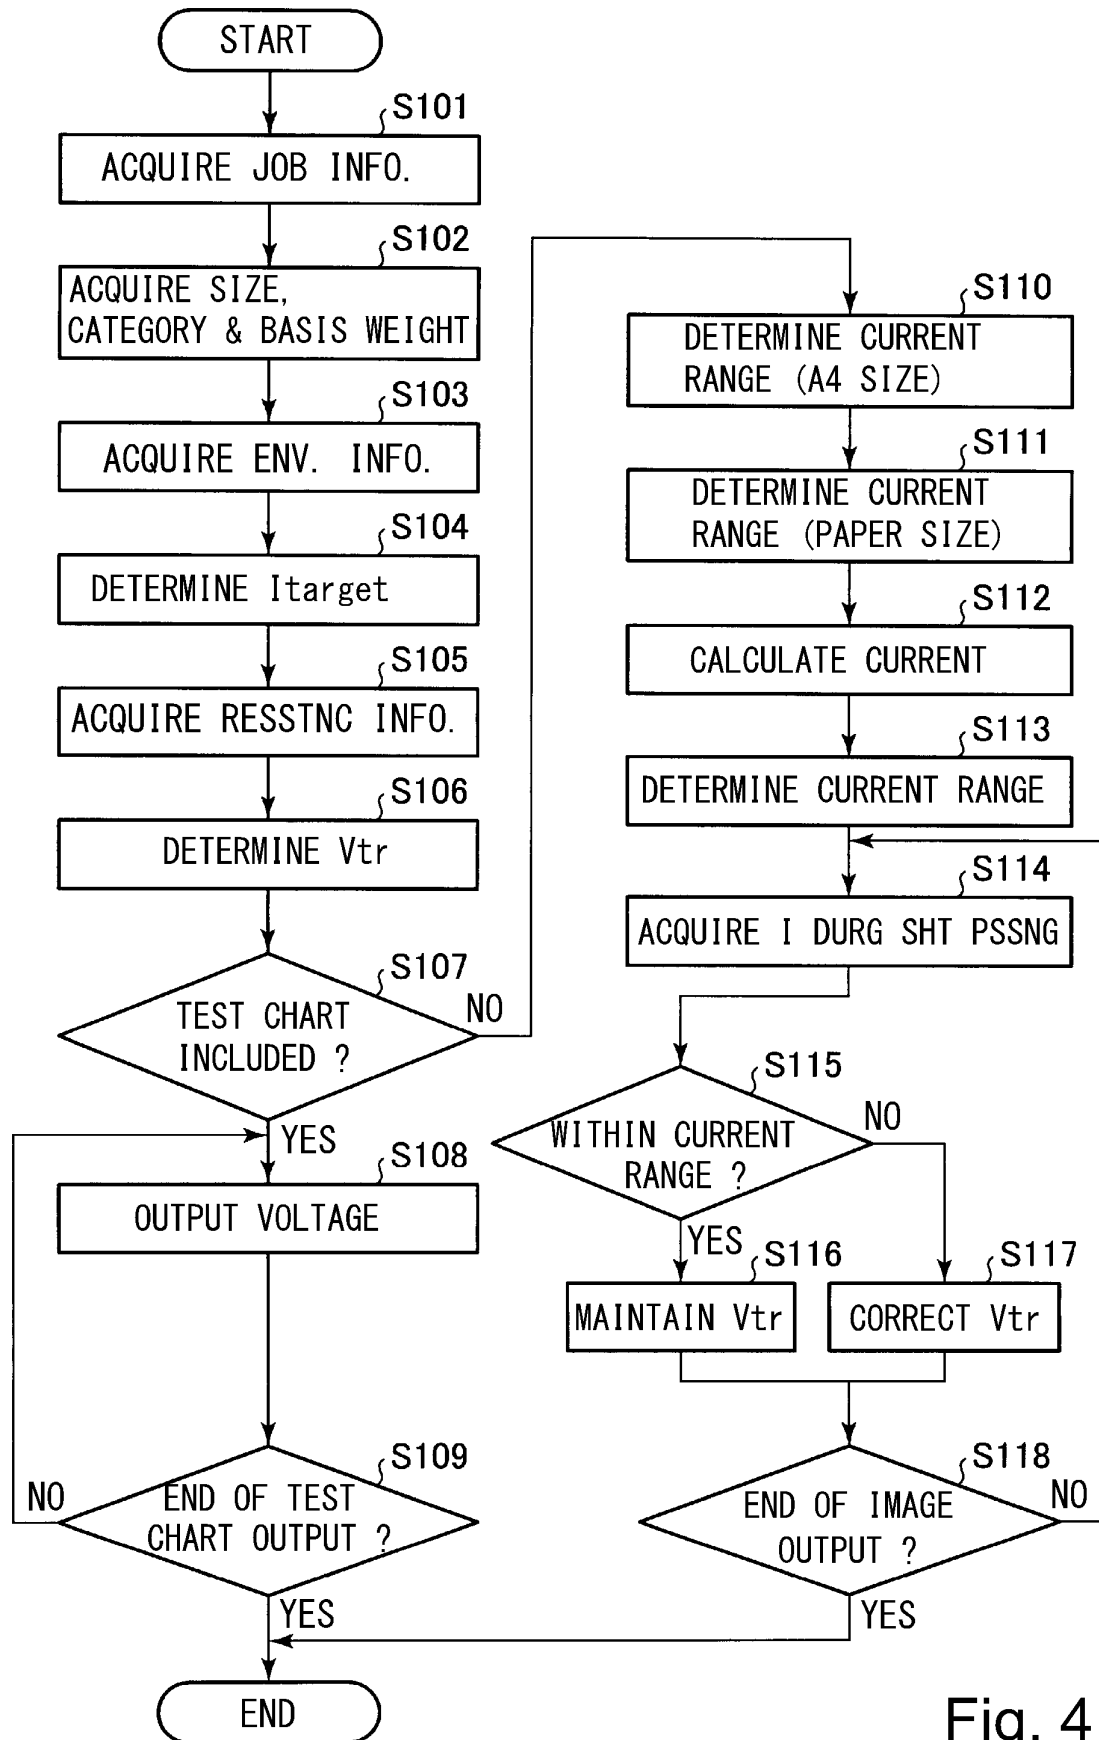 START
S101
ACQUIRE JOB INFO.
S102
ACQUIRE SIZE,
CATEGORY & BASIS WEIGHT
S103
ACQUIRE ENV. INFO.
S104
DETERMINE Itarget
S105
ACQUIRE RESSTNC INFO.
S106
DETERMINE Vtr
S107
TEST CHART
INCLUDED ?
NO
YES
S108
OUTPUT VOLTAGE
S109
END OF TEST
CHART OUTPUT ?
NO
YES
END
S110
DETERMINE CURRENT
RANGE (A4 SIZE)
S111
DETERMINE CURRENT
RANGE (PAPER SIZE)
S112
CALCULATE CURRENT
S113
DETERMINE CURRENT RANGE
S114
ACQUIRE I DURG SHT PSSNG
S115
WITHIN CURRENT
RANGE ?
NO
YES
S116
MAINTAIN Vtr
S117
CORRECT Vtr
S118
END OF IMAGE
OUTPUT ?
NO
YES
Fig. 4